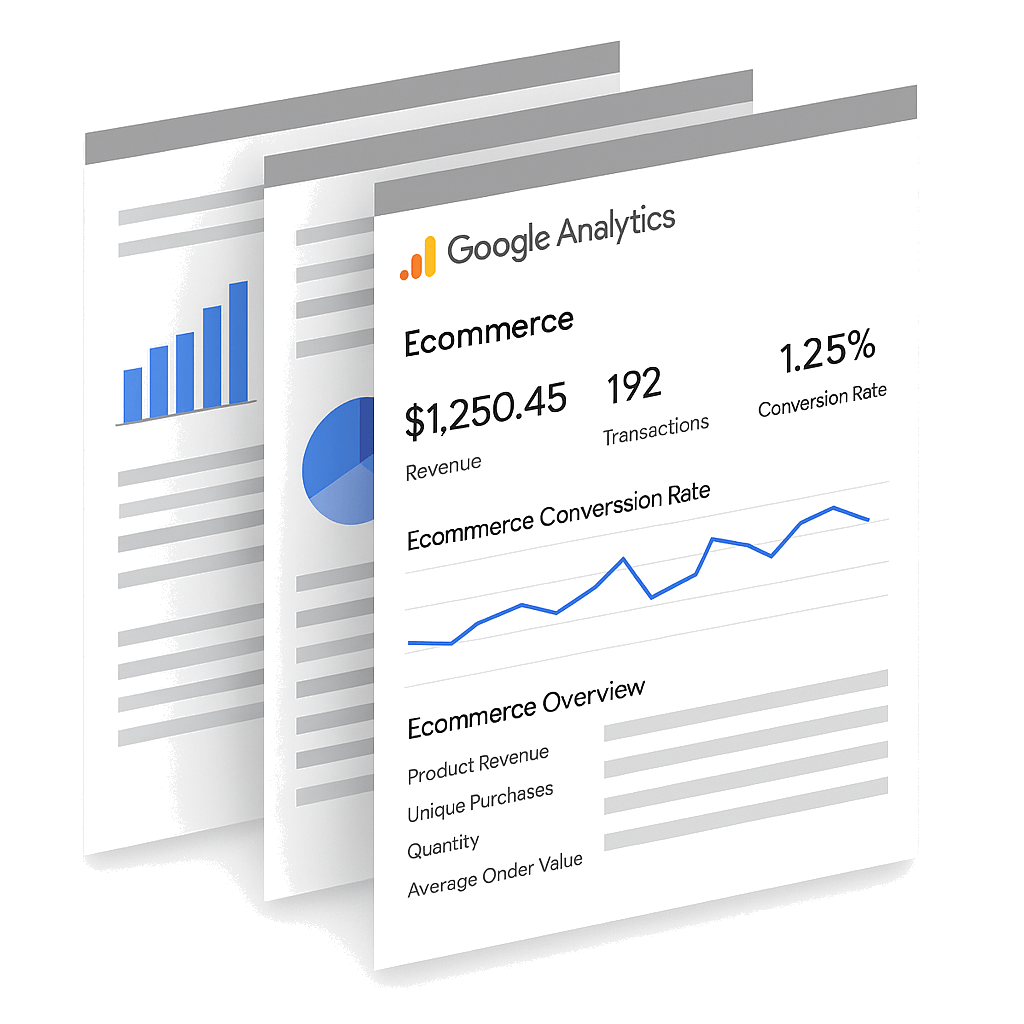 Google Analytics
Ecommerce
$1,250.45
Revenue
192
Transactions
1.25%
Conversion Rate
Ecommerce Converssion Rate
Ecommerce Overview
Product Revenue
Unique Purchases
Quantity
Average Onder Value